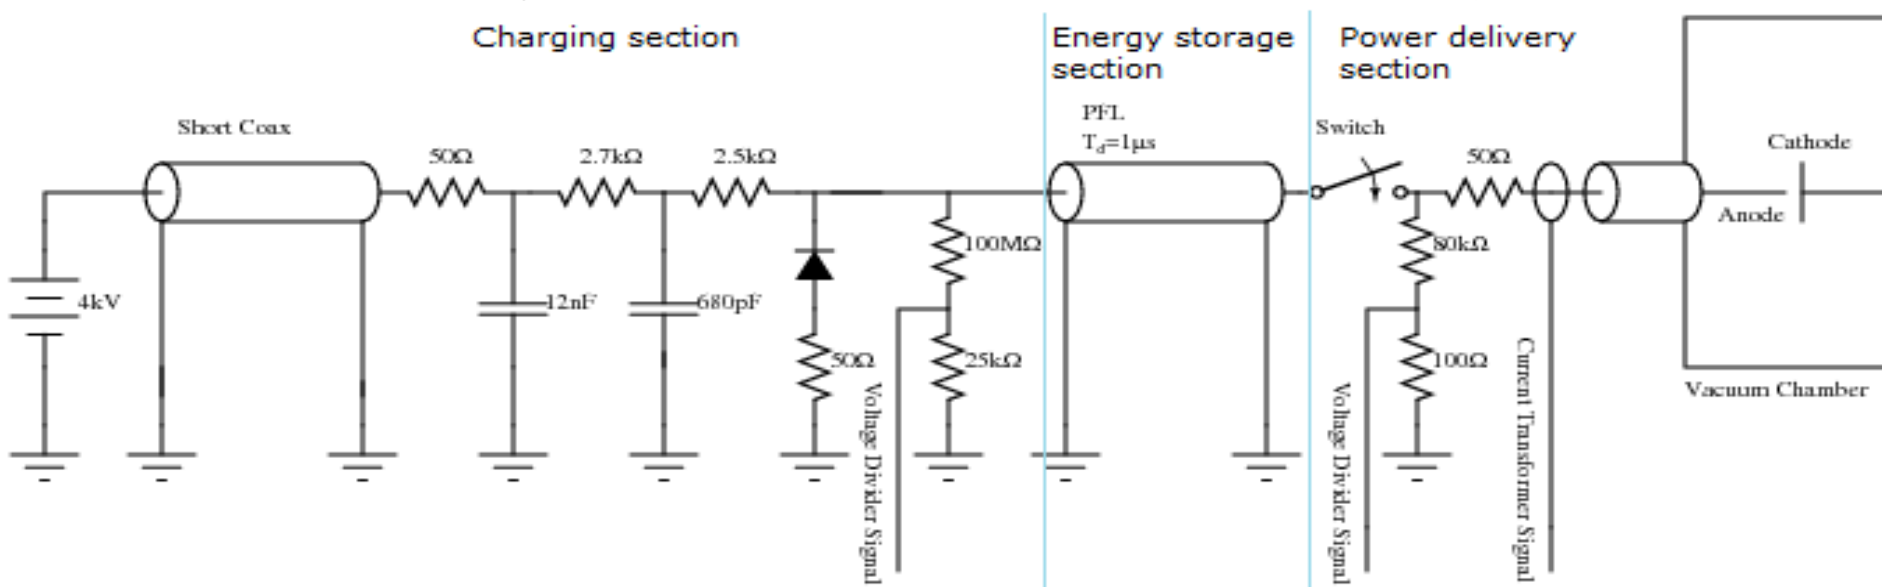 Charging section
Energy storage
section
Power delivery
section
Short Coax
50Ω
2.7kΩ
2.5kΩ
PFL
T_d=1μs
Switch
50Ω
Cathode
Anode
100MΩ
80kΩ
4kV
12nF
680pF
50Ω
25kΩ
100Ω
Vacuum Chamber
Voltage Divider Signal
Voltage Divider Signal
Current Transformer Signal